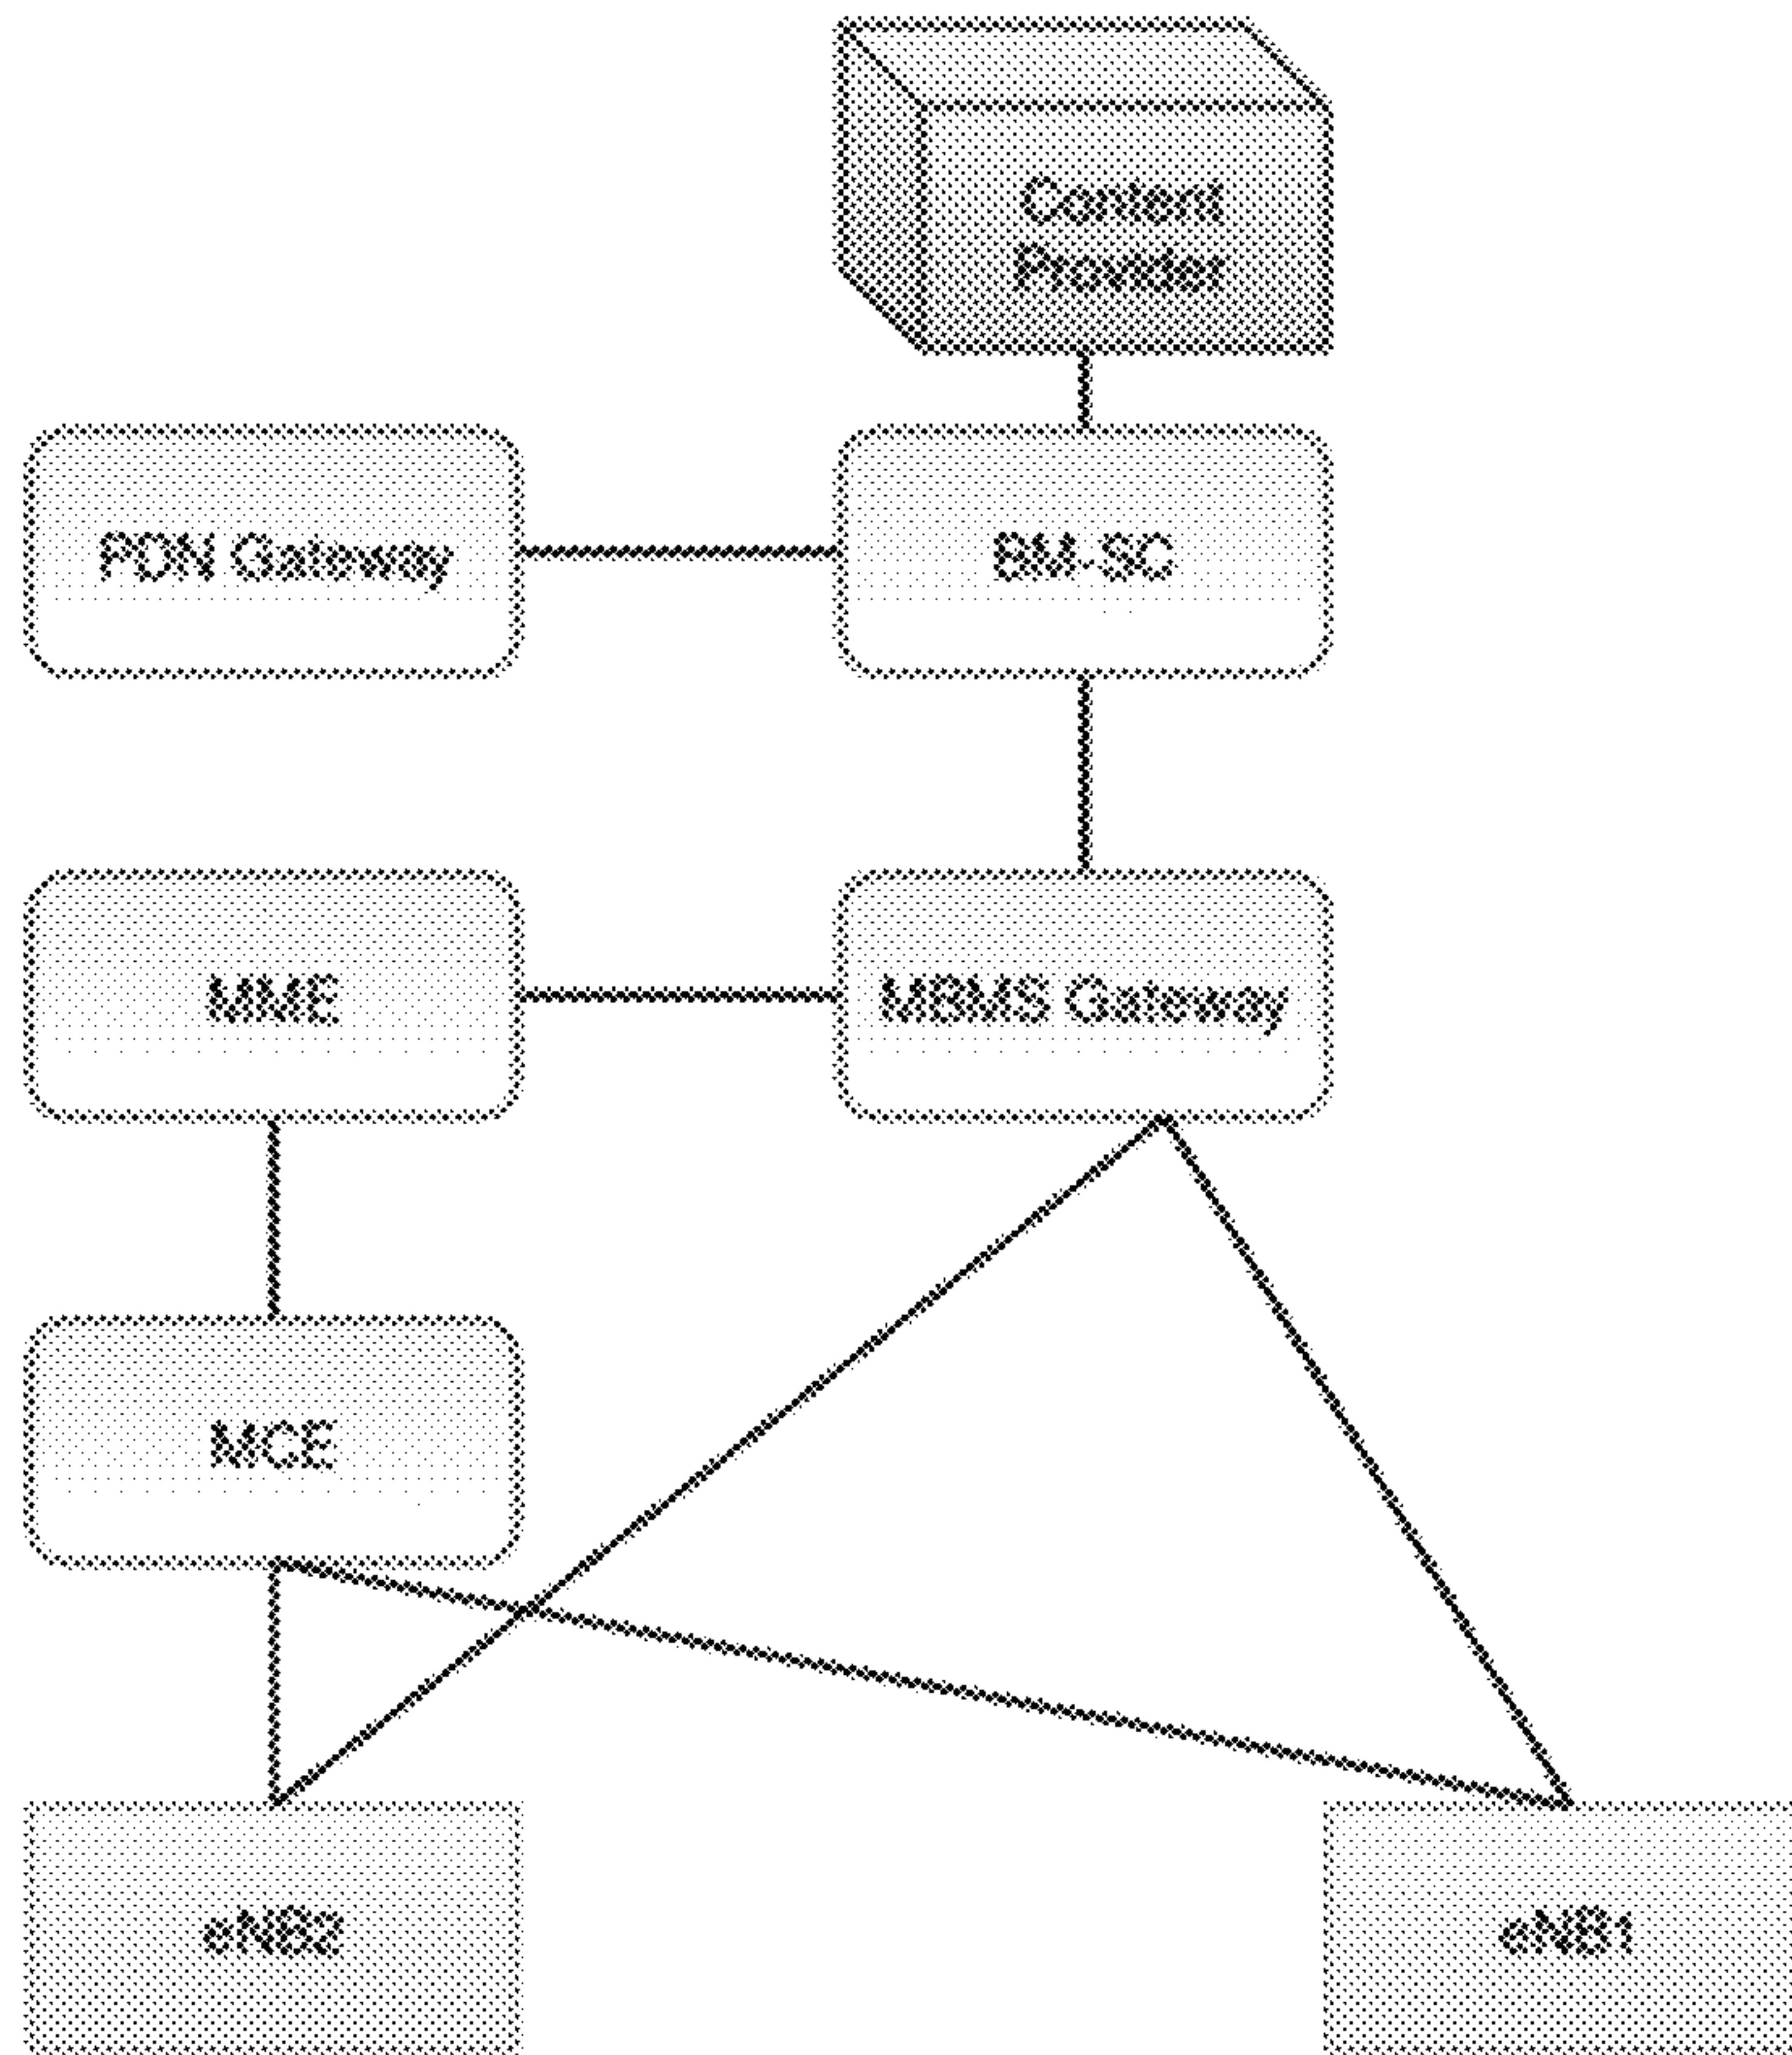 Content
Provider
PDN Gateway
BM-SC
MME
MBMS Gateway
MCE
eNB2
eNB1